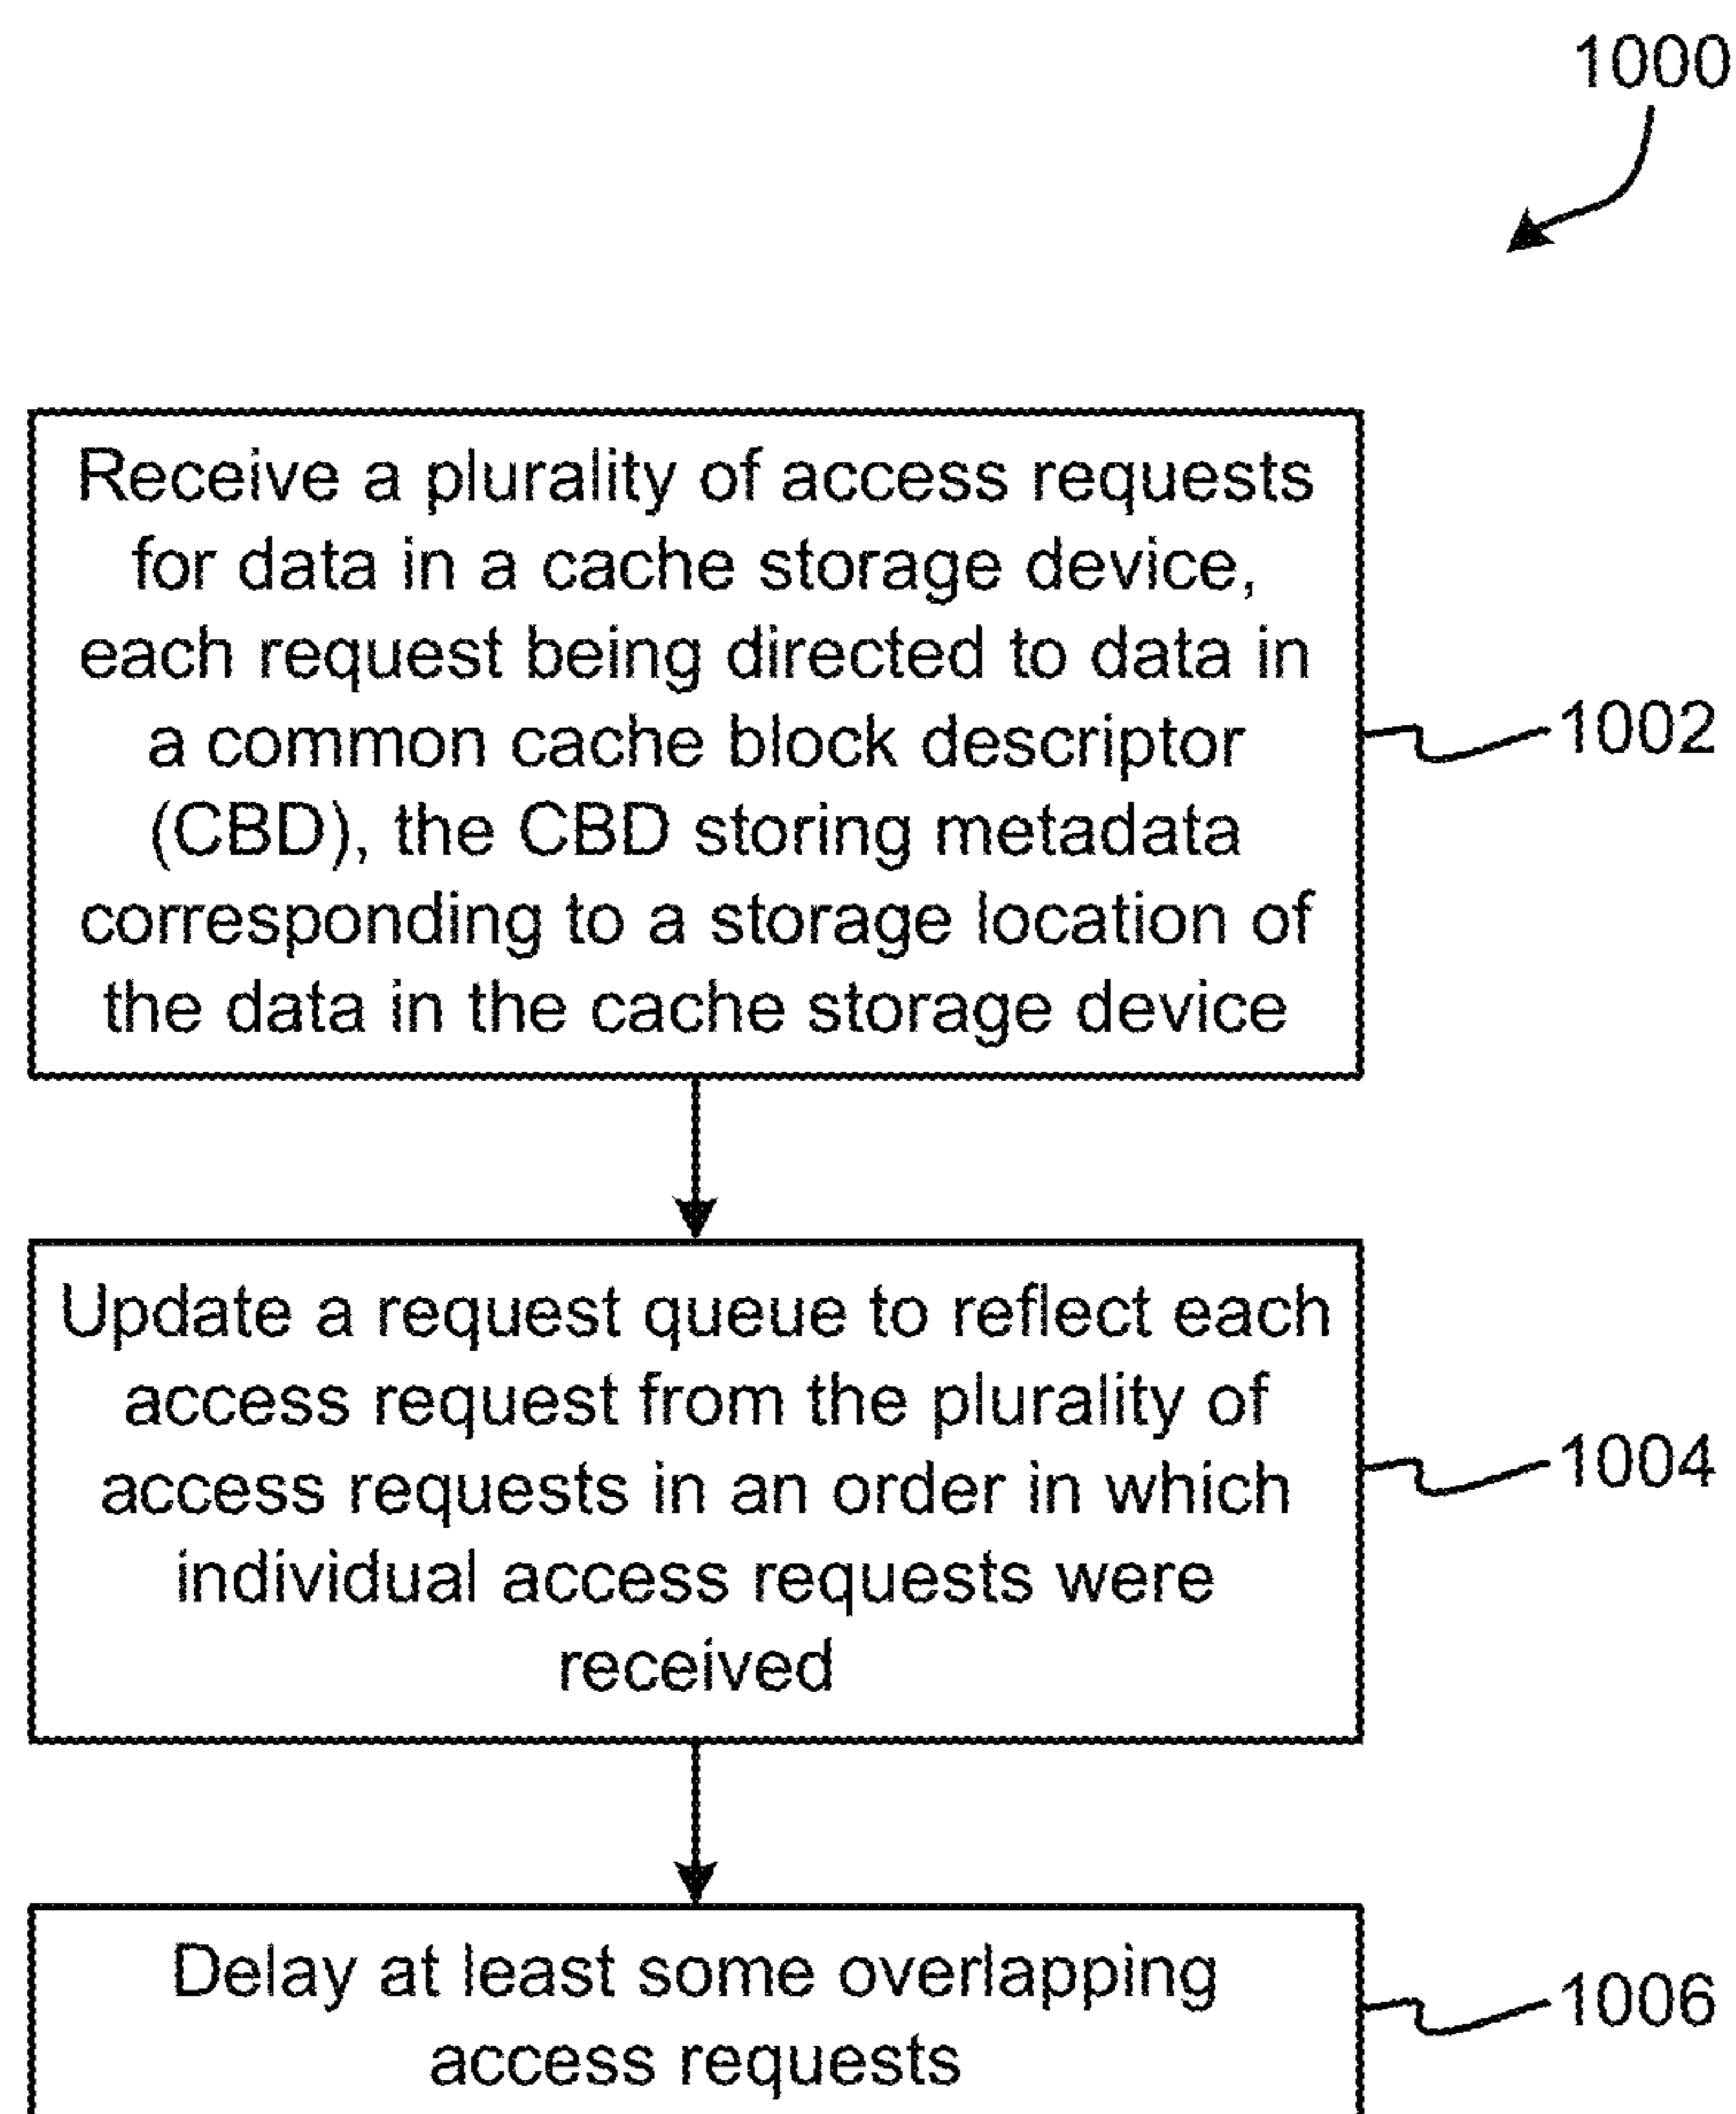 1000
Receive a plurality of access requests
for data in a cache storage device,
each request being directed to data in
a common cache block descriptor
(CBD), the CBD storing metadata
corresponding to a storage location of
the data in the cache storage device
1002
Update a request queue to reflect each
access request from the plurality of
access requests in an order in which
individual access requests were
received
1004
Delay at least some overlapping
access requests
1006